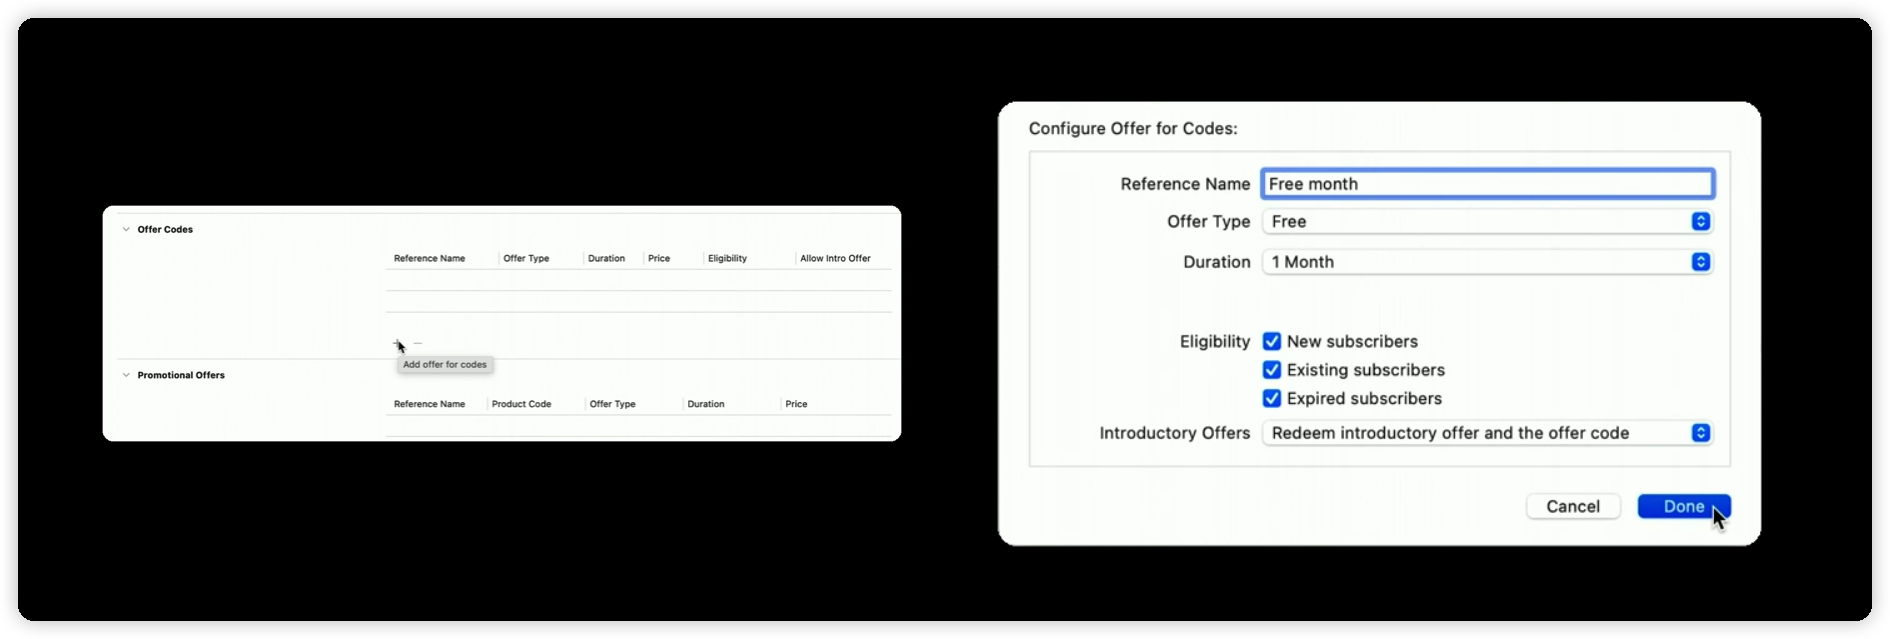 Offer Codes
Reference Name Offer Type Duration Price Eligibility Allow Intro Offer
Add offer for codes
Promotional Offers
Reference Name Product Code Offer Type Duration Price
Configure Offer for Codes:
Reference Name Free month
Offer Type Free
Duration 1 Month
Eligibility New subscribers
Existing subscribers
Expired subscribers
Introductory Offers Redeem introductory offer and the offer code
Cancel Done